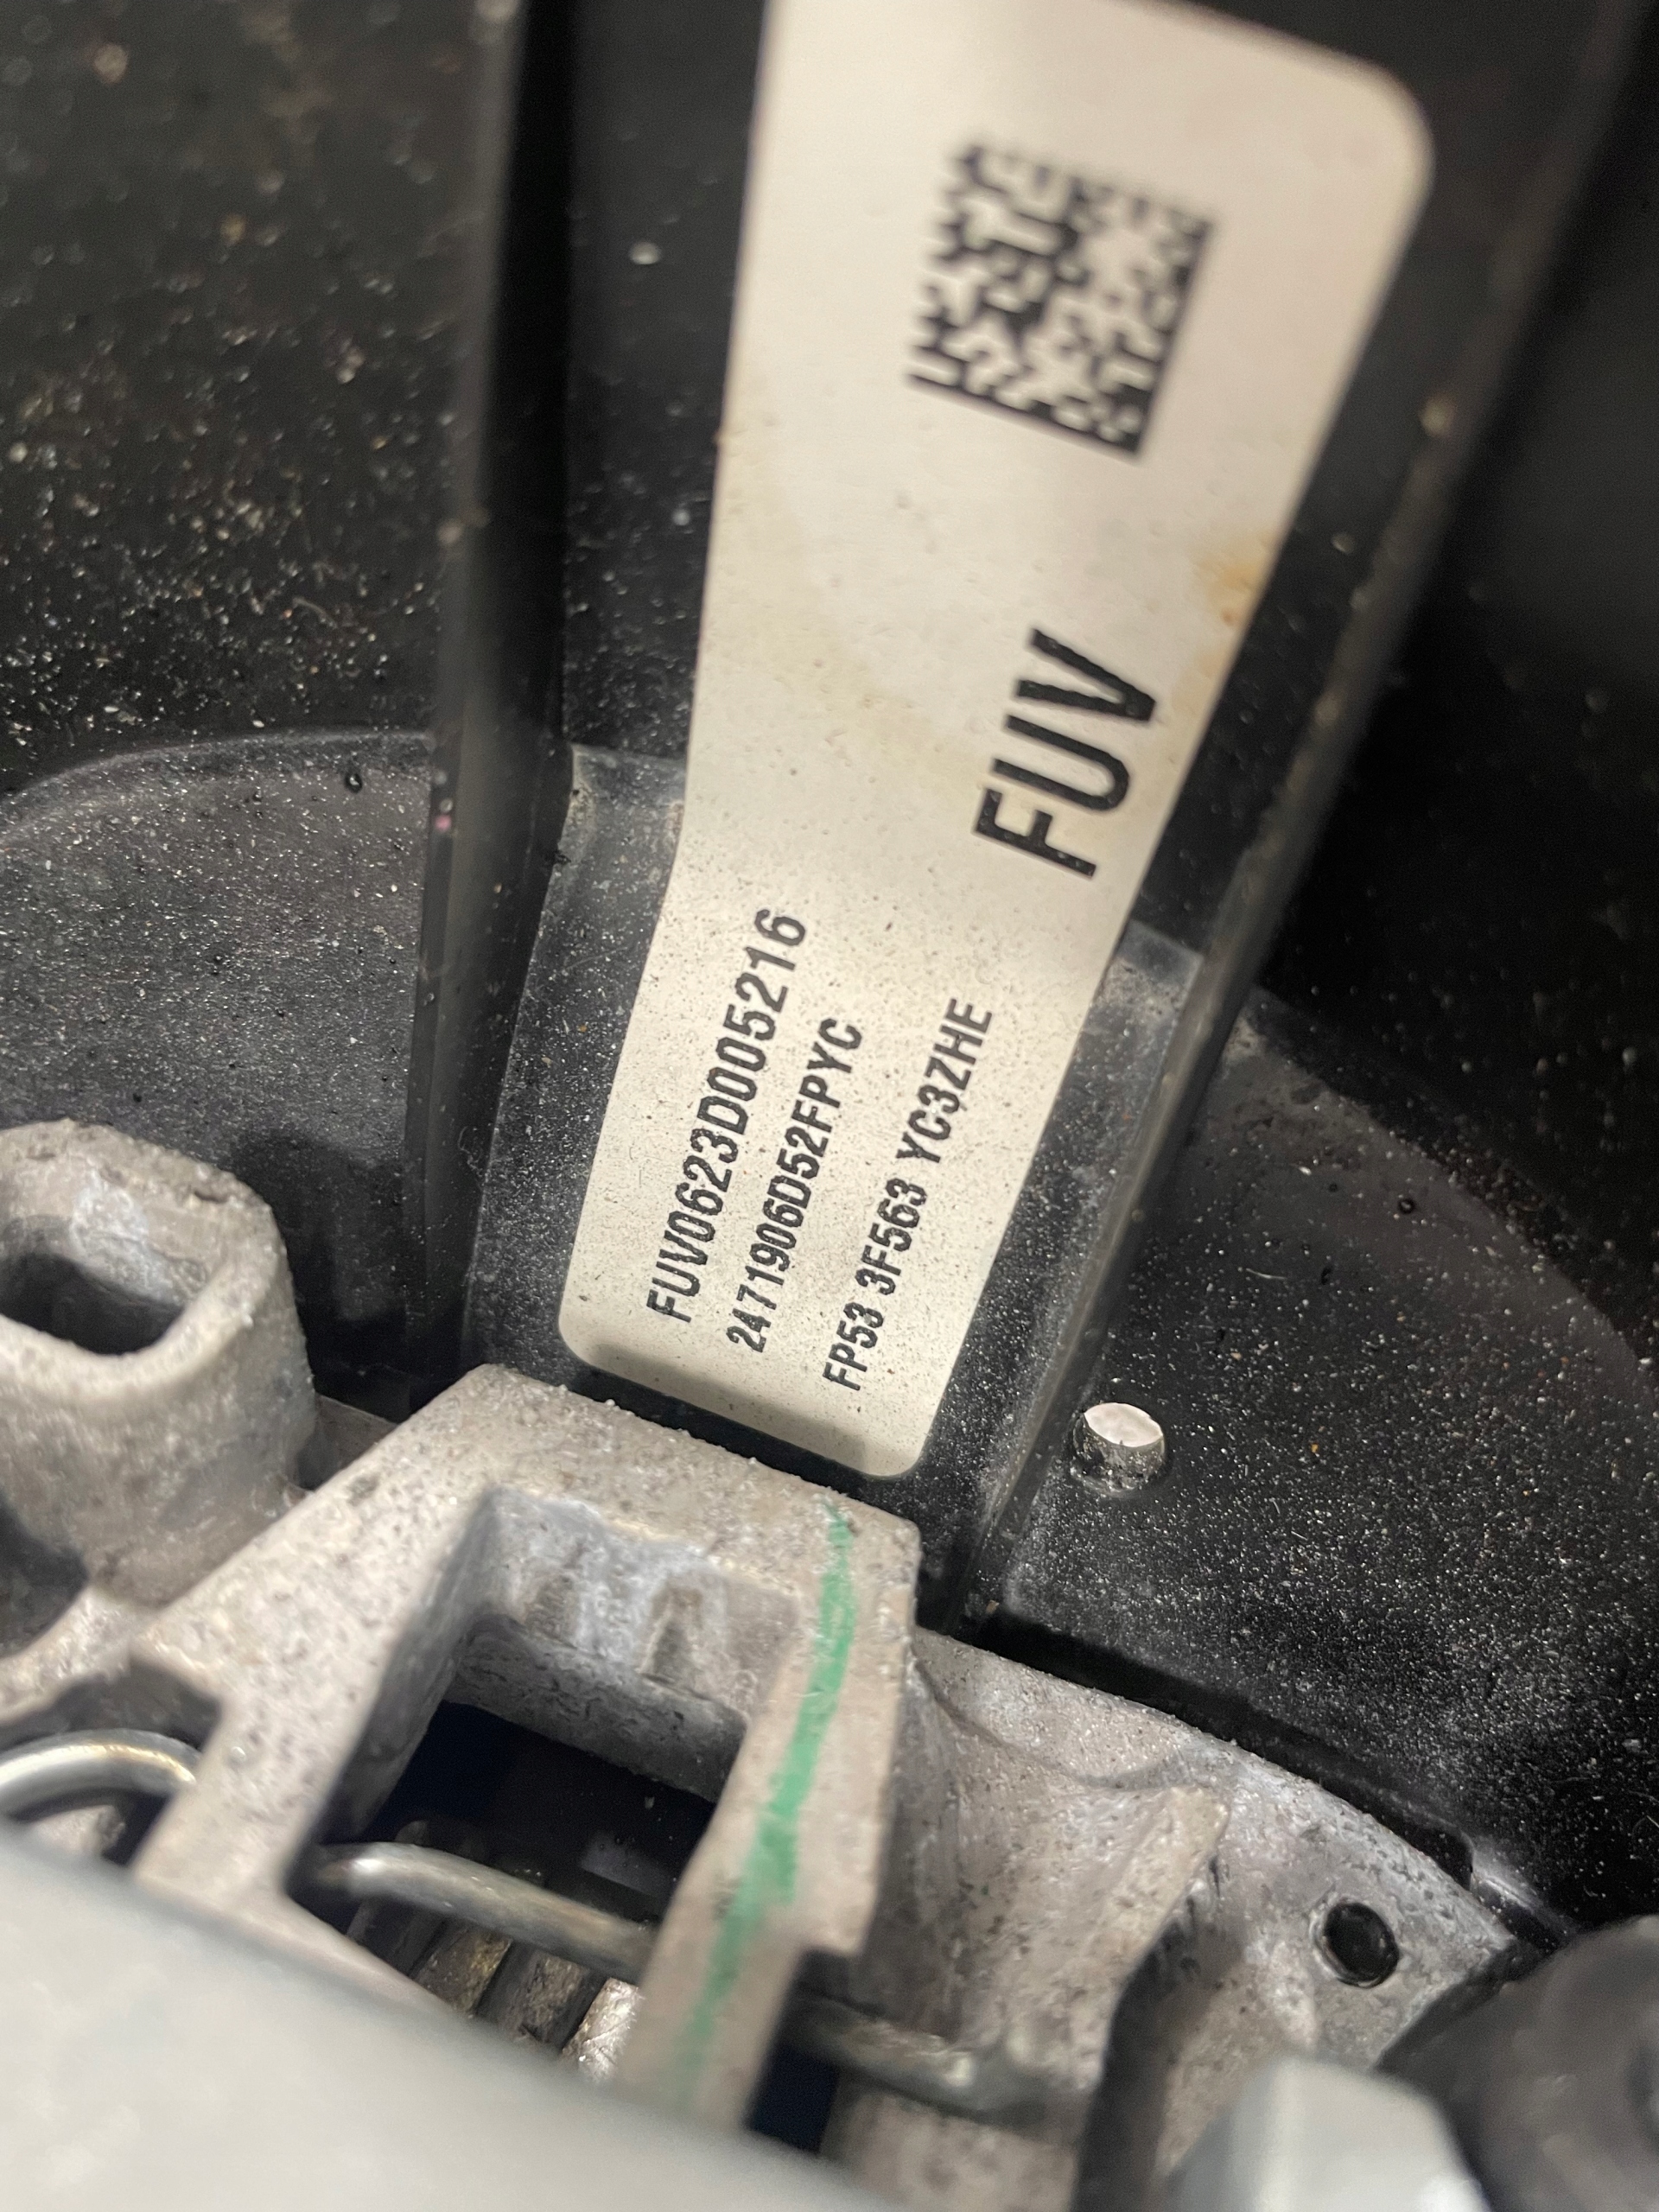 FUV0623D005216
2471906D52FPYC
FP53 3F563 YC3ZHE
FUV